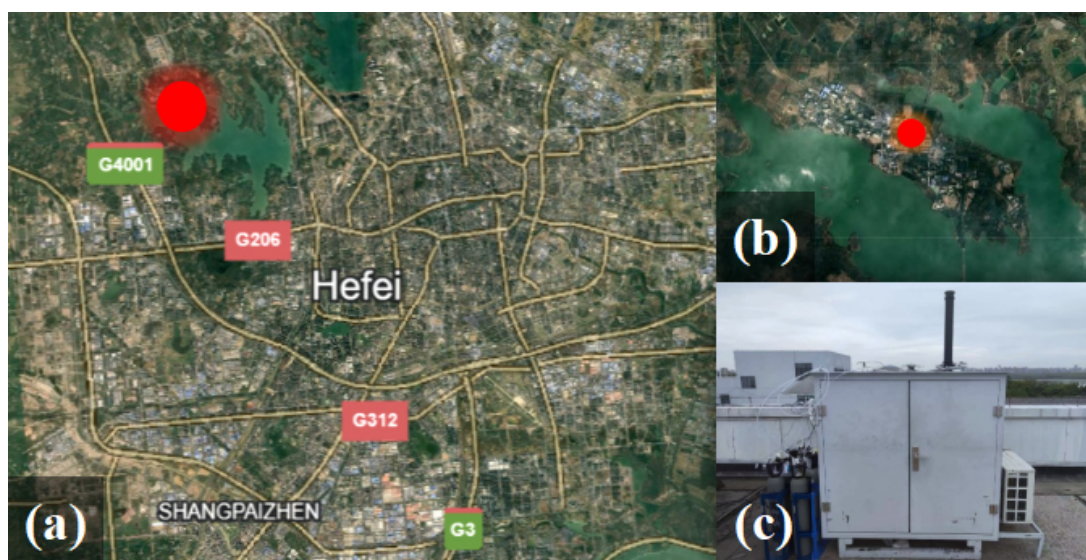 G4001
G206
Hefei
G312
SHANGPAIZHEN
G3
(a)
(b)
(c)